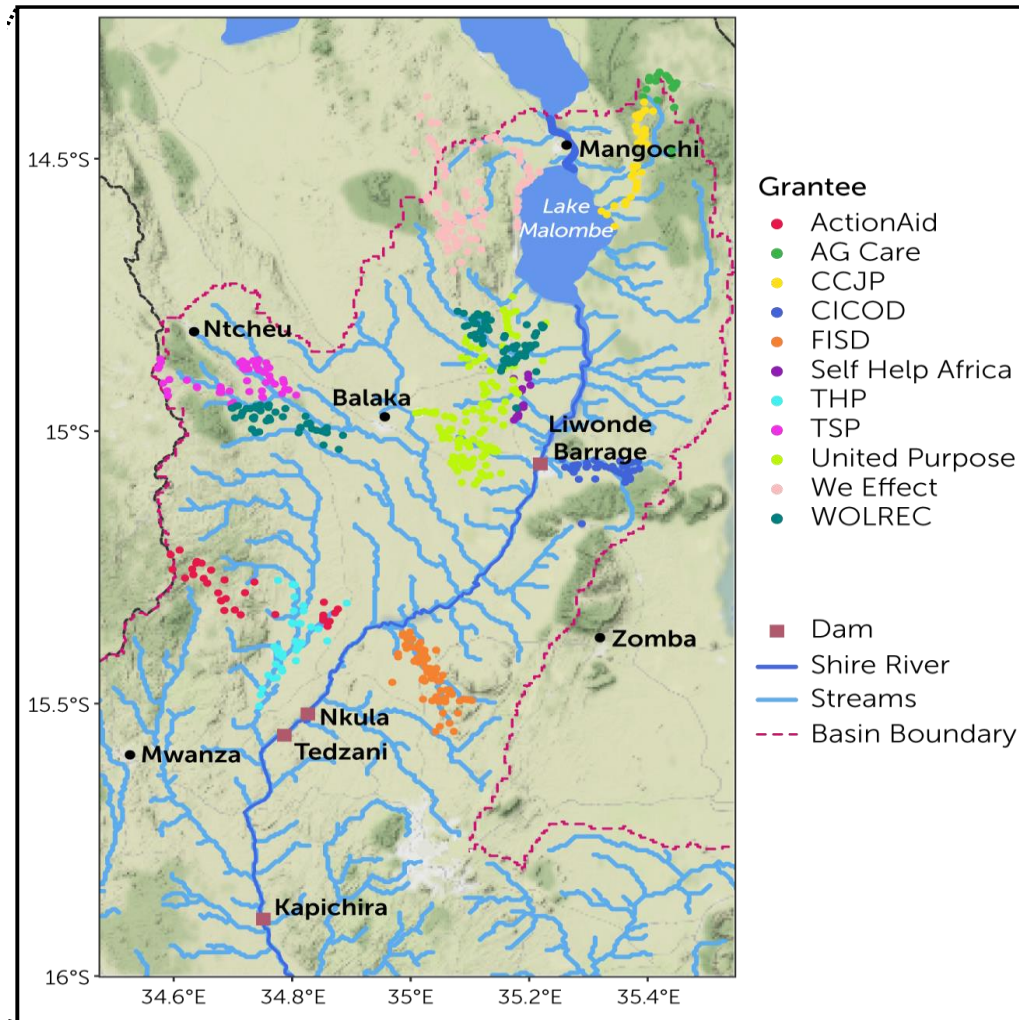 Mangochi
14.5°S
Lake
Malombe
Ntcheu
Balaka
15°S
Liwonde
Barrage
Zomba
15.5°S
Nkula
Tedzani
Mwanza
Kapichira
16°S
34.6°E
34.8°E
35°E
35.2°E
35.4°E
Grantee
ActionAid
AG Care
CCJP
CICOD
FISD
Self Help Africa
THP
TSP
United Purpose
We Effect
WOLREC
Dam
Shire River
Streams
Basin Boundary